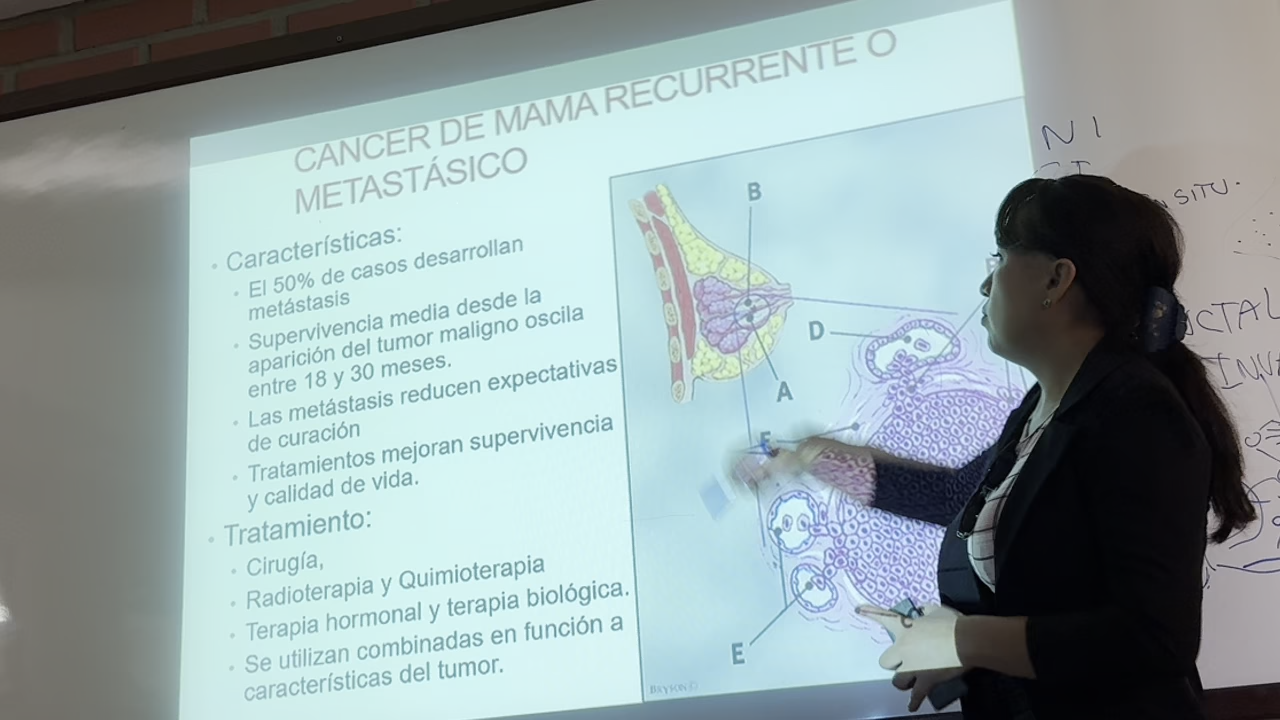 CANCER DE MAMA RECURRENTE O
METASTÁSICO
• Características:
• El 50% de casos desarrollan
metástasis
• Supervivencia media desde la
aparición del tumor maligno oscila
entre 18 y 30 meses.
• Las metástasis reducen expectativas
de curación
• Tratamientos mejoran supervivencia
y calidad de vida.
• Tratamiento:
• Cirugía,
• Radioterapia y Quimioterapia
• Terapia hormonal y terapia biológica.
• Se utilizan combinadas en función a
características del tumor.
B
D
A
E
BRYSON ©
N I
SITU.